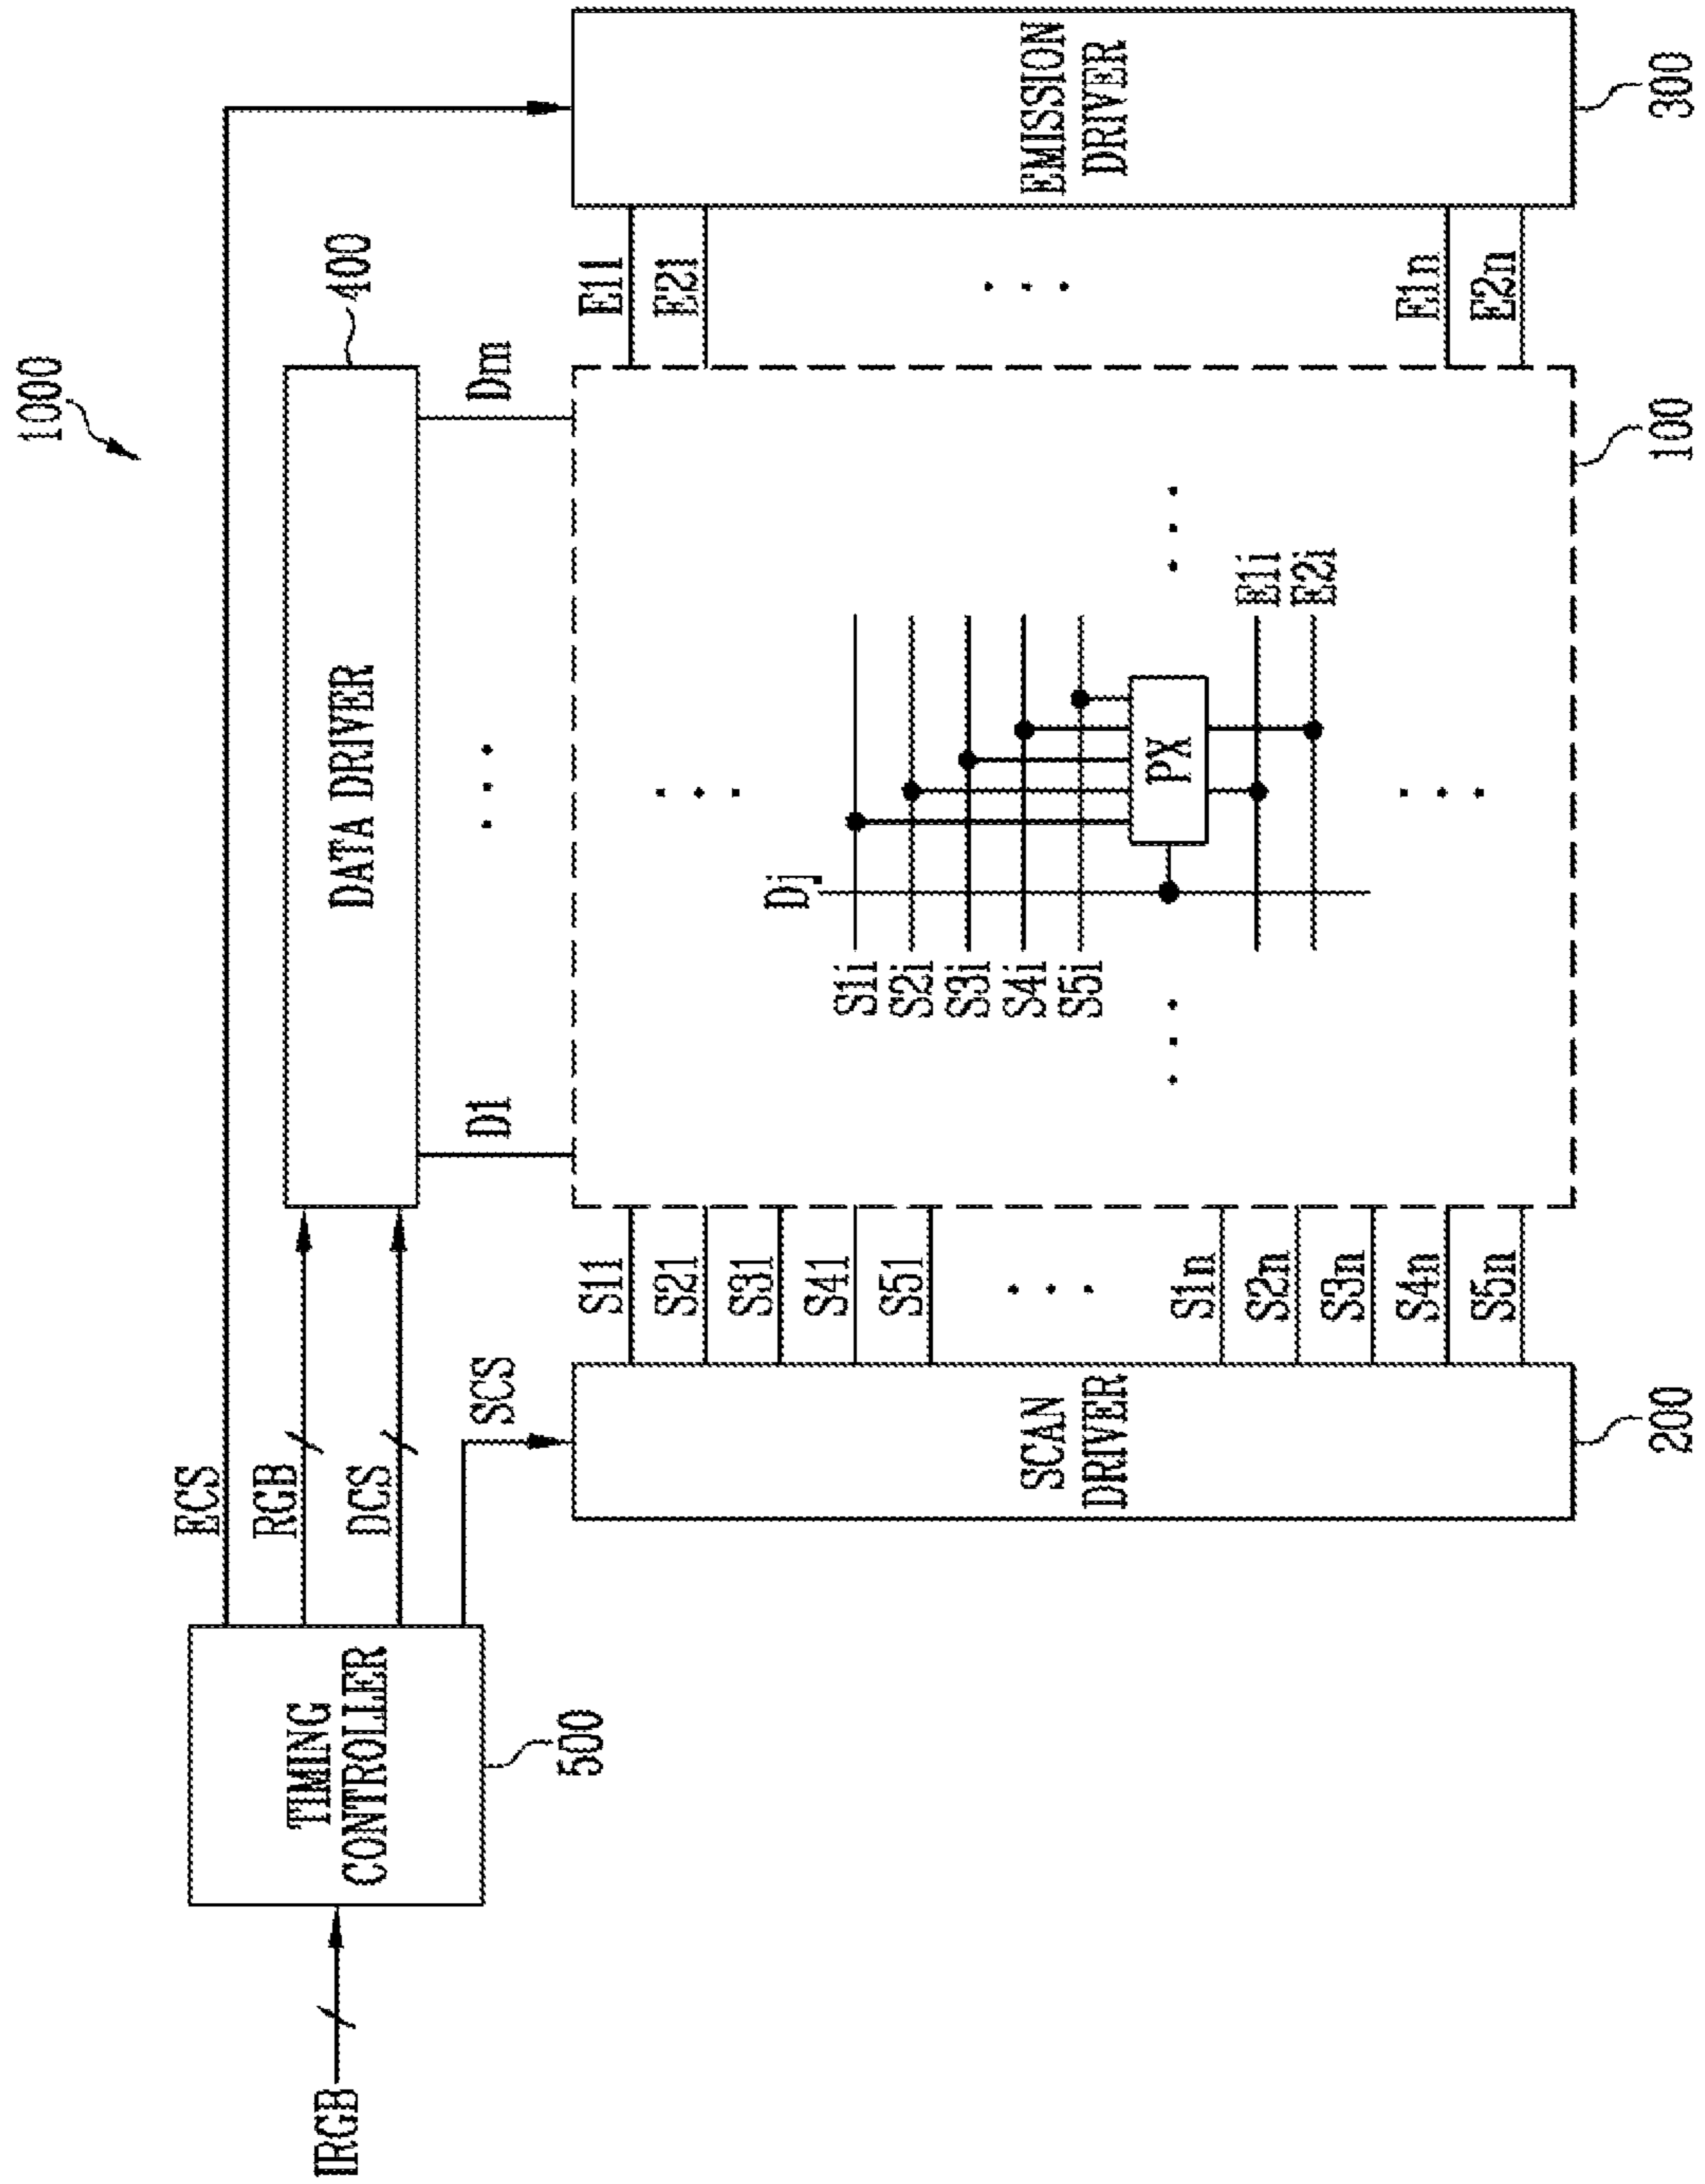 1000
ECS
RGB
DCS
SCS
IRGB
TIMING
CONTROLLER
500
DATA DRIVER
400
D1
Dm
SCAN
DRIVER
200
S11
S21
S31
S41
S51
S1n
S2n
S3n
S4n
S5n
Dj
S1i
S2i
S3i
S4i
S5i
PX
E1i
E2i
100
E11
E21
E1n
E2n
EMISSION
DRIVER
300